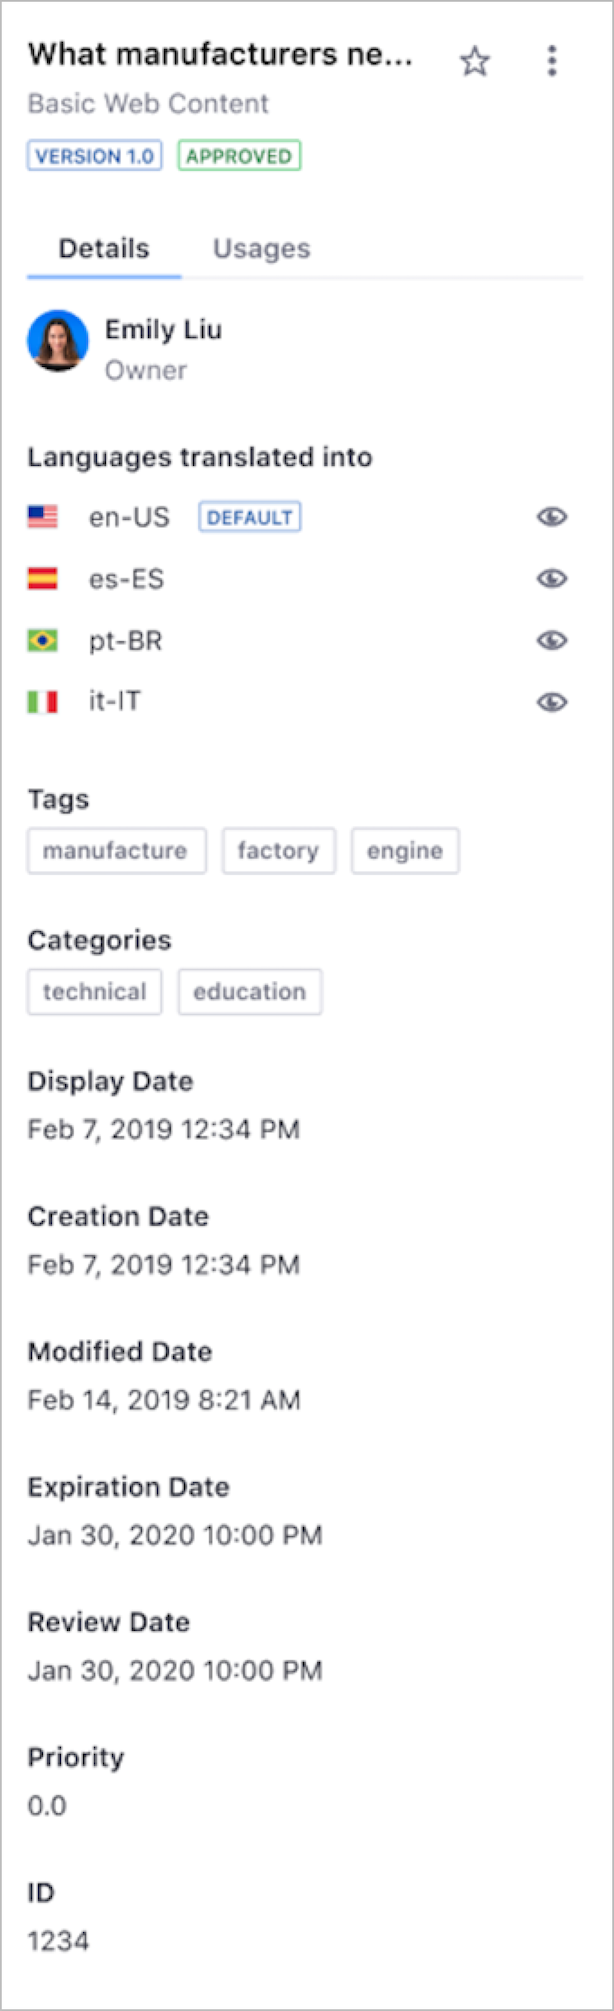 What manufacturers ne...
Basic Web Content
VERSION 1.0 APPROVED
Details Usages
Emily Liu
Owner
Languages translated into
en-US DEFAULT
es-ES
pt-BR
it-IT
Tags
manufacture factory engine
Categories
technical education
Display Date
Feb 7, 2019 12:34 PM
Creation Date
Feb 7, 2019 12:34 PM
Modified Date
Feb 14, 2019 8:21 AM
Expiration Date
Jan 30, 2020 10:00 PM
Review Date
Jan 30, 2020 10:00 PM
Priority
0.0
ID
1234